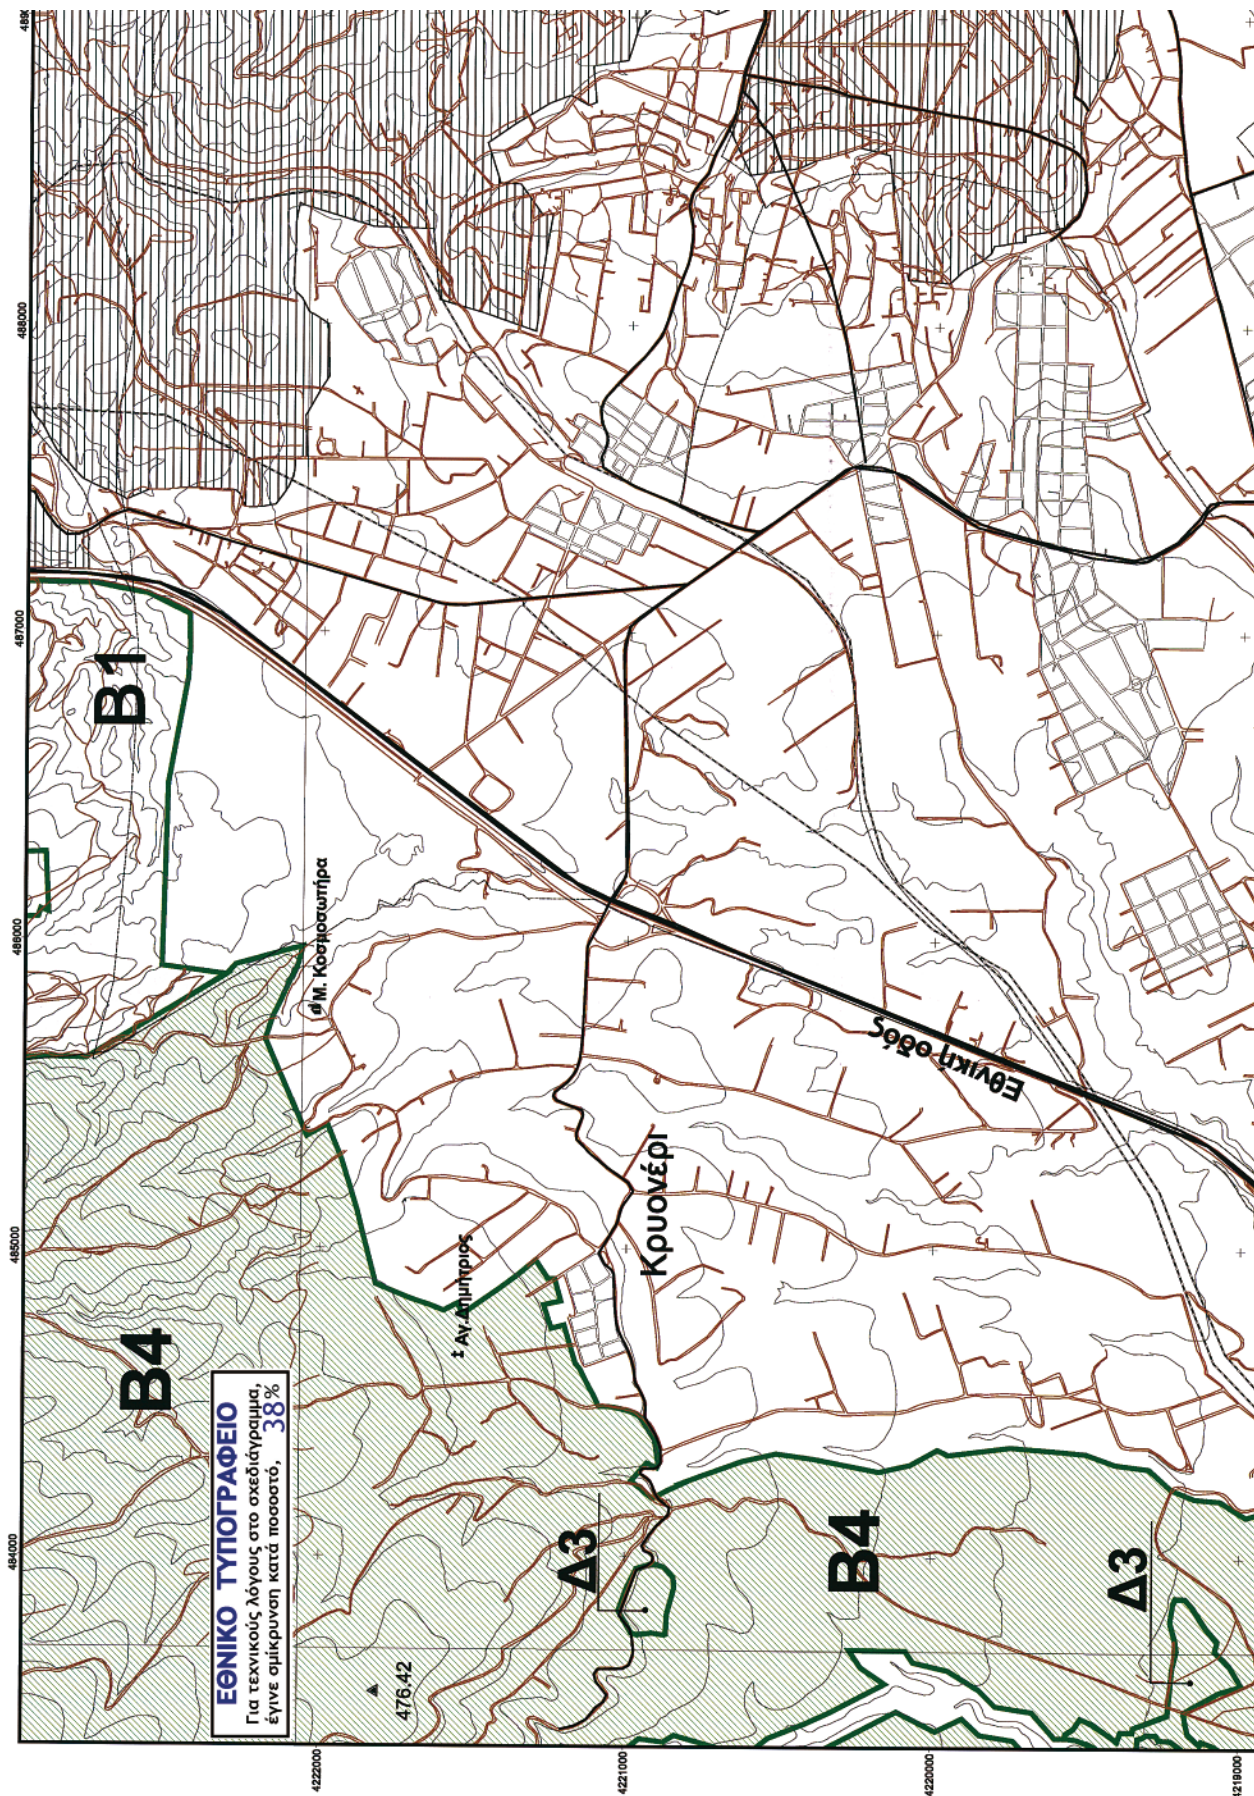 489
488000
487000
486000
485000
484000
4222000
4221000
4220000
4219000
B1
Μ. Κοσμοσωτήρα
Εθνική οδός
Κρυονέρι
Αγ. Δημήτριος
B4
ΕΘΝΙΚΟ ΤΥΠΟΓΡΑΦΕΙΟ
Για τεχνικούς λόγους στο σχεδιάγραμμα,
έγινε σμίκρυνση κατά ποσοστό, 38%
Δ3
B4
Δ3
476.42